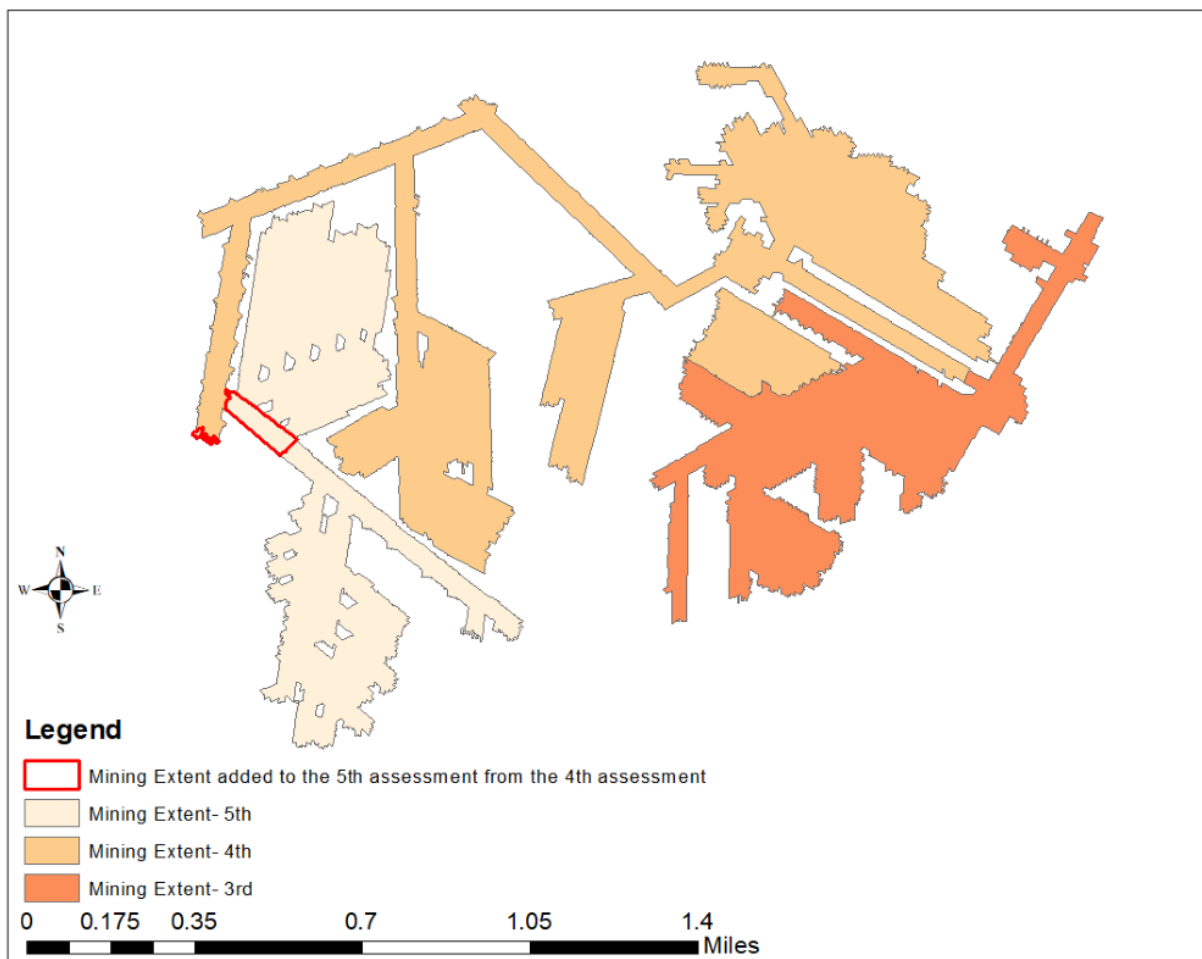 N
W E
S
Legend
Mining Extent added to the 5th assessment from the 4th assessment
Mining Extent- 5th
Mining Extent- 4th
Mining Extent- 3rd
0 0.175 0.35 0.7 1.05 1.4
Miles